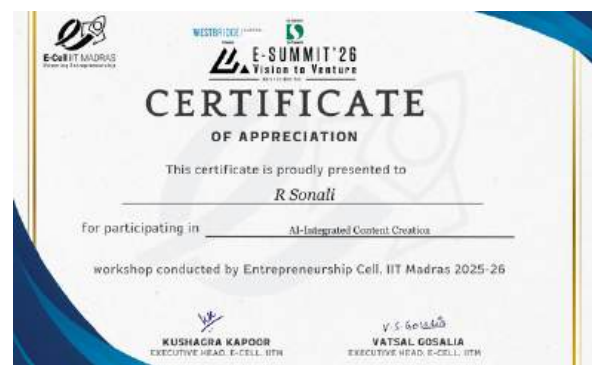 E-Cell IIT MADRAS
WESTBRIDGE
E-SUMMIT'26
Vision to Venture
CERTIFICATE
OF APPRECIATION
This certificate is proudly presented to
R Sonali
for participating in AI-Integrated Content Creation
workshop conducted by Entrepreneurship Cell, IIT Madras 2025-26
V.S. Gosalia
KUSHAGRA KAPOOR VATSAL GOSALIA
EXECUTIVE HEAD, E-CELL, IITM EXECUTIVE HEAD, E-CELL, IITM